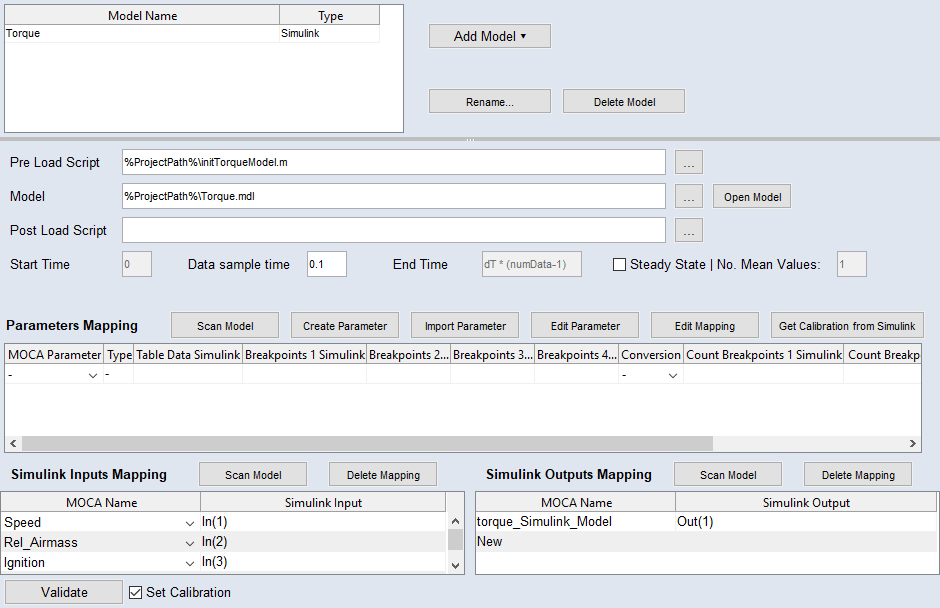 Model Name Type
Torque Simulink
Add Model ▾
Rename... Delete Model
Pre Load Script %ProjectPath%\initTorqueModel.m ...
Model %ProjectPath%\Torque.mdl ... Open Model
Post Load Script ...
Start Time 0 Data sample time 0.1 End Time dT * (numData-1) Steady State | No. Mean Values: 1
Parameters Mapping Scan Model Create Parameter Import Parameter Edit Parameter Edit Mapping Get Calibration from Simulink
MOCA Parameter Type Table Data Simulink Breakpoints 1 Simulink Breakpoints 2... Breakpoints 3... Breakpoints 4... Conversion Count Breakpoints 1 Simulink Count Breakp
- - -
Simulink Inputs Mapping Scan Model Delete Mapping Simulink Outputs Mapping Scan Model Delete Mapping
MOCA Name Simulink Input MOCA Name Simulink Output
Speed In(1) torque_Simulink_Model Out(1)
Rel_Airmass In(2) New
Ignition In(3)
Validate Set Calibration